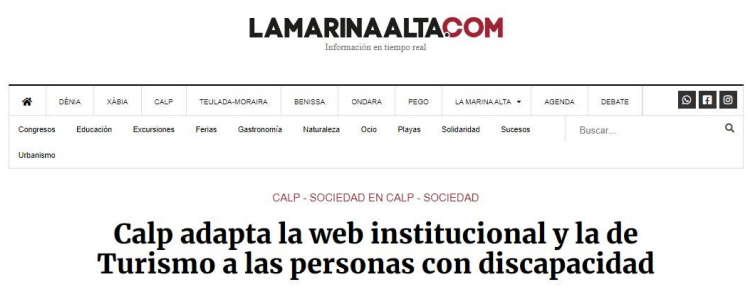 LAMARINAALTA.COM
Información en tiempo real
DÉNIA XÀBIA CALP TEULADA-MORAIRA BENISSA ONDARA PEGO LA MARINA ALTA AGENDA DEBATE
Congresos Educación Excursiones Ferias Gastronomía Naturaleza Ocio Playas Solidaridad Sucesos Buscar...
Urbanismo
CALP - SOCIEDAD EN CALP - SOCIEDAD
Calp adapta la web institucional y la de
Turismo a las personas con discapacidad